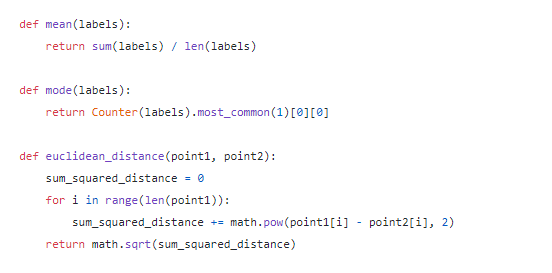 def mean(labels):
    return sum(labels) / len(labels)

def mode(labels):
    return Counter(labels).most_common(1)[0][0]

def euclidean_distance(point1, point2):
    sum_squared_distance = 0
    for i in range(len(point1)):
        sum_squared_distance += math.pow(point1[i] - point2[i], 2)
    return math.sqrt(sum_squared_distance)